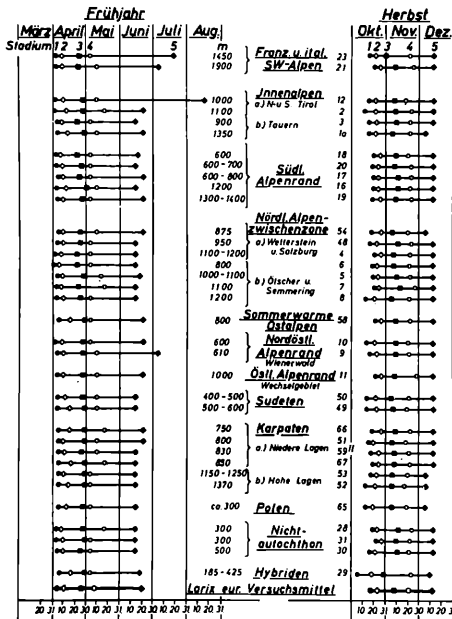 Frühjahr Herbst
März April Mai Juni Juli Aug. Okt. Nov. Dez.
Stadium 1 2 3 4 5 m 1 2 3 4 5
1450 Franz. u. ital. 23
1900 SW-Alpen 21
Jnnenalpen
1000 a) N-u S. Tirol 12
1100 2
900 b) Tauern 3
1350 1a
600 18
600-700 Südl. 20
600-800 Alpenrand 17
1200 16
1300-1400 19
Nördl. Alpen-
875 zwischenzone 54
950 a) Wetterstein 48
1100-1200 u. Salzburg 4
800 6
1000-1100 b) Ötscher u. 5
1100 Semmering 7
1200 8
Sommerwarme
800 Ostalpen 58
600 Nordöstl. 10
610 Alpenrand 9
Wienerwald
1000 Östl. Alpenrand 11
Wechselgebiet
400-500 Sudeten 50
500-600 49
750 Karpaten 66
800 51
830 a) Niedere Lagen 59 II
850 67
1150-1250 b) Hohe Lagen 53
1370 52
ca. 300 Polen 65
300 Nicht- 28
300 autochthon 31
500 30
185-425 Hybriden 29
Larix eur. Versuchsmittel
20 31 10 20 30 10 20 31 10 20 30 10 20 31 10 20 31 10 20 31 10 20 30 10 20 31